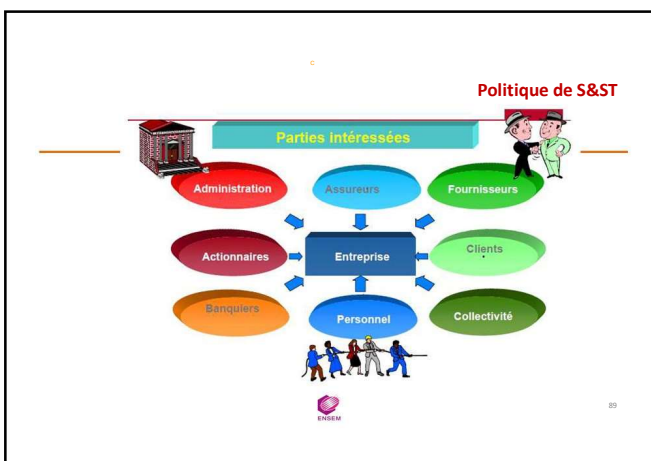 c
Politique de S&ST
Parties intéressées
Administration
Assureurs
Fournisseurs
Actionnaires
Entreprise
Clients
Banquiers
Personnel
Collectivité
ENSEM
89